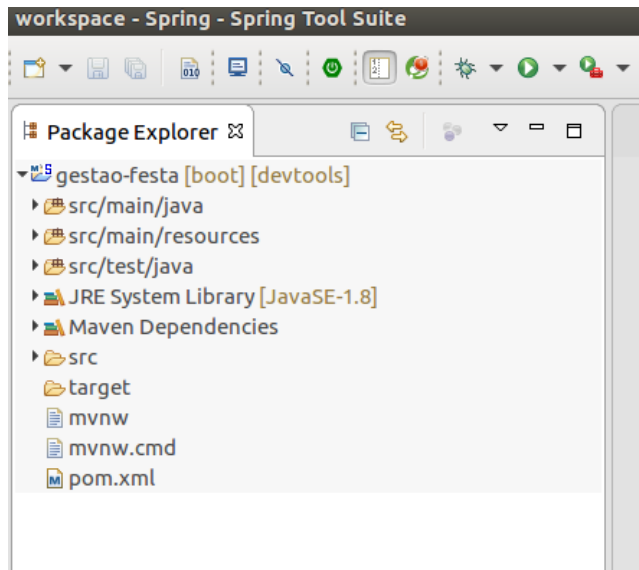 workspace - Spring - Spring Tool Suite
Package Explorer
gestao-festa [boot] [devtools]
src/main/java
src/main/resources
src/test/java
JRE System Library [JavaSE-1.8]
Maven Dependencies
src
target
mvnw
mvnw.cmd
pom.xml